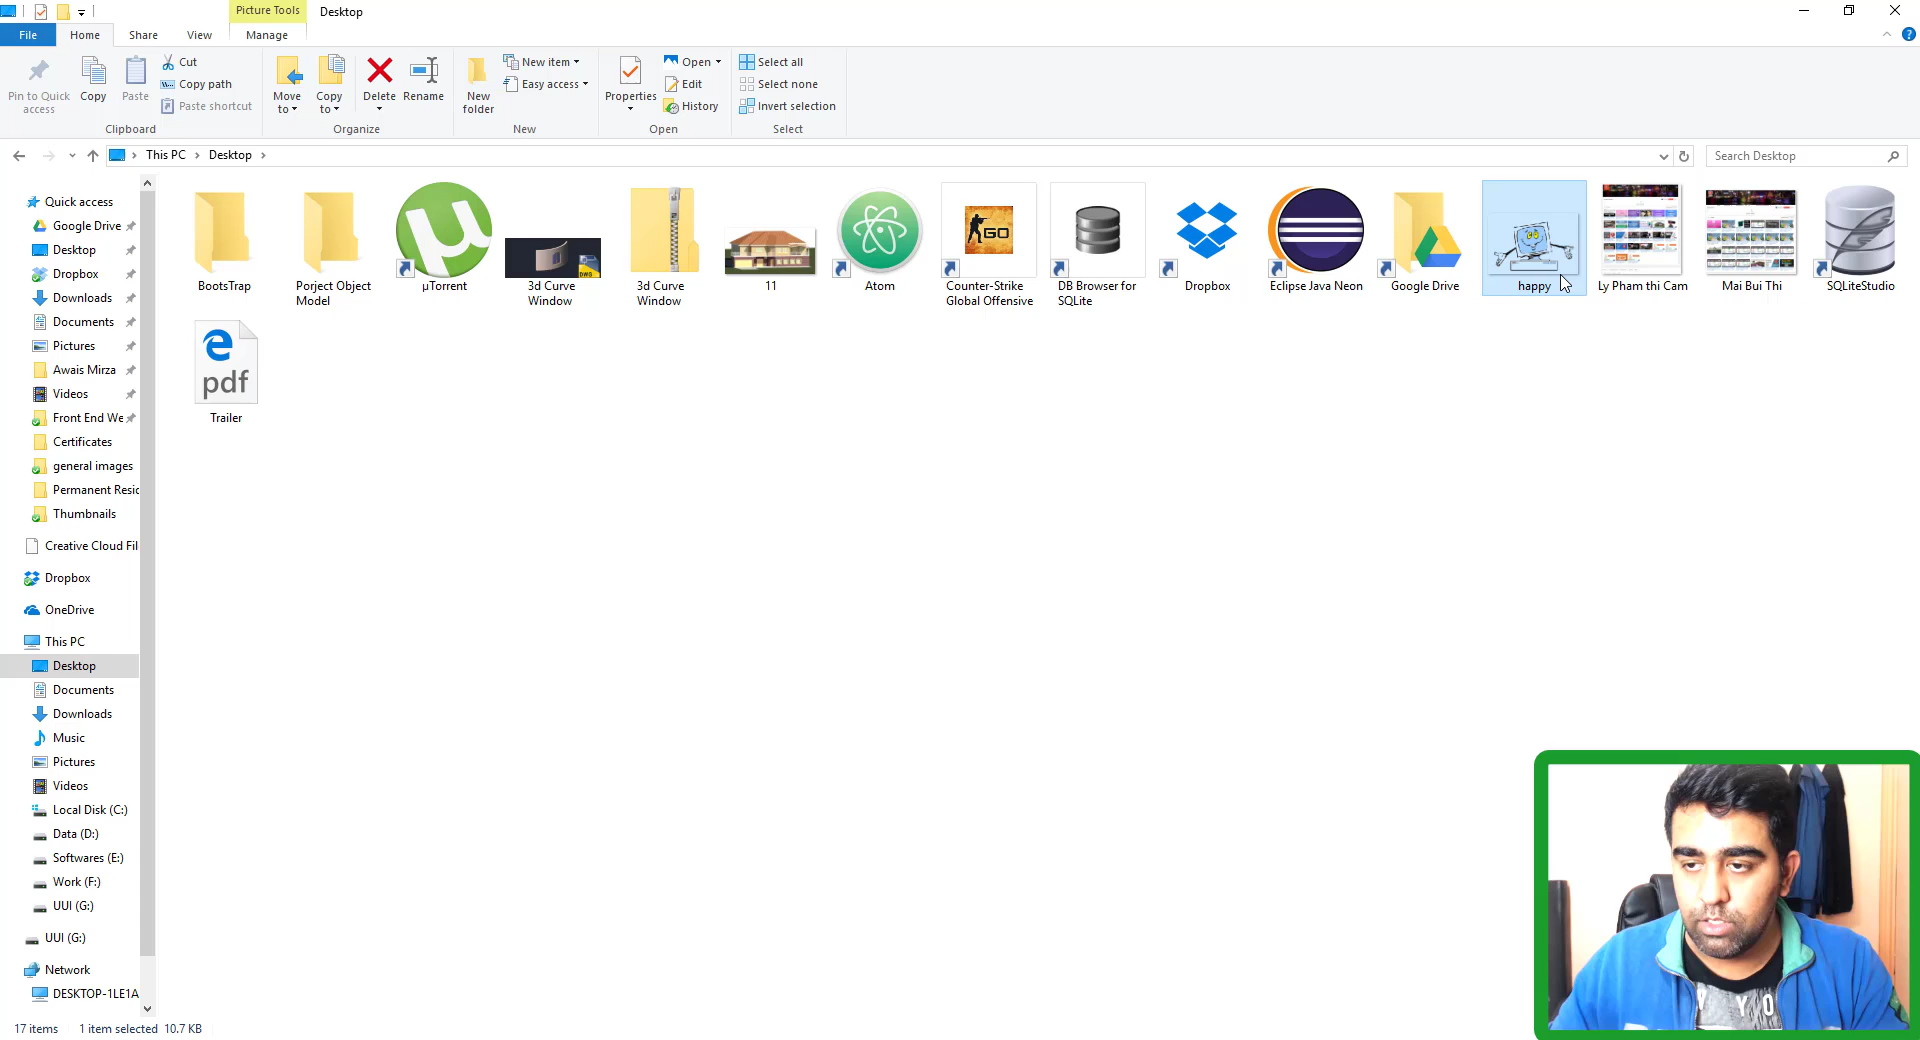 Picture Tools
Desktop
File
Home
Share
View
Manage
Pin to Quick access
Copy
Paste
Cut
Copy path
Paste shortcut
Clipboard
Move to
Copy to
Delete
Rename
Organize
New folder
New item
Easy access
New
Properties
Open
Edit
History
Open
Select all
Select none
Invert selection
Select
This PC
Desktop
Search Desktop
Quick access
Google Drive
Desktop
Dropbox
Downloads
Documents
Pictures
Awais Mirza
Videos
Front End We
Certificates
general images
Permanent Resid
Thumbnails
Creative Cloud Fil
Dropbox
OneDrive
This PC
Desktop
Documents
Downloads
Music
Pictures
Videos
Local Disk (C:)
Data (D:)
Softwares (E:)
Work (F:)
UUI (G:)
UUI (G:)
Network
DESKTOP-1LE1A
BootsTrap
Porject Object
Model
µ
µTorrent
DWG
3d Curve
Window
3d Curve
Window
11
Atom
GO
Counter-Strike
Global Offensive
DB Browser for
SQLite
Dropbox
Eclipse Java Neon
Google Drive
happy
Ly Pham thi Cam
Mai Bui Thi
SQLiteStudio
pdf
Trailer
17 items
1 item selected 10.7 KB
YO